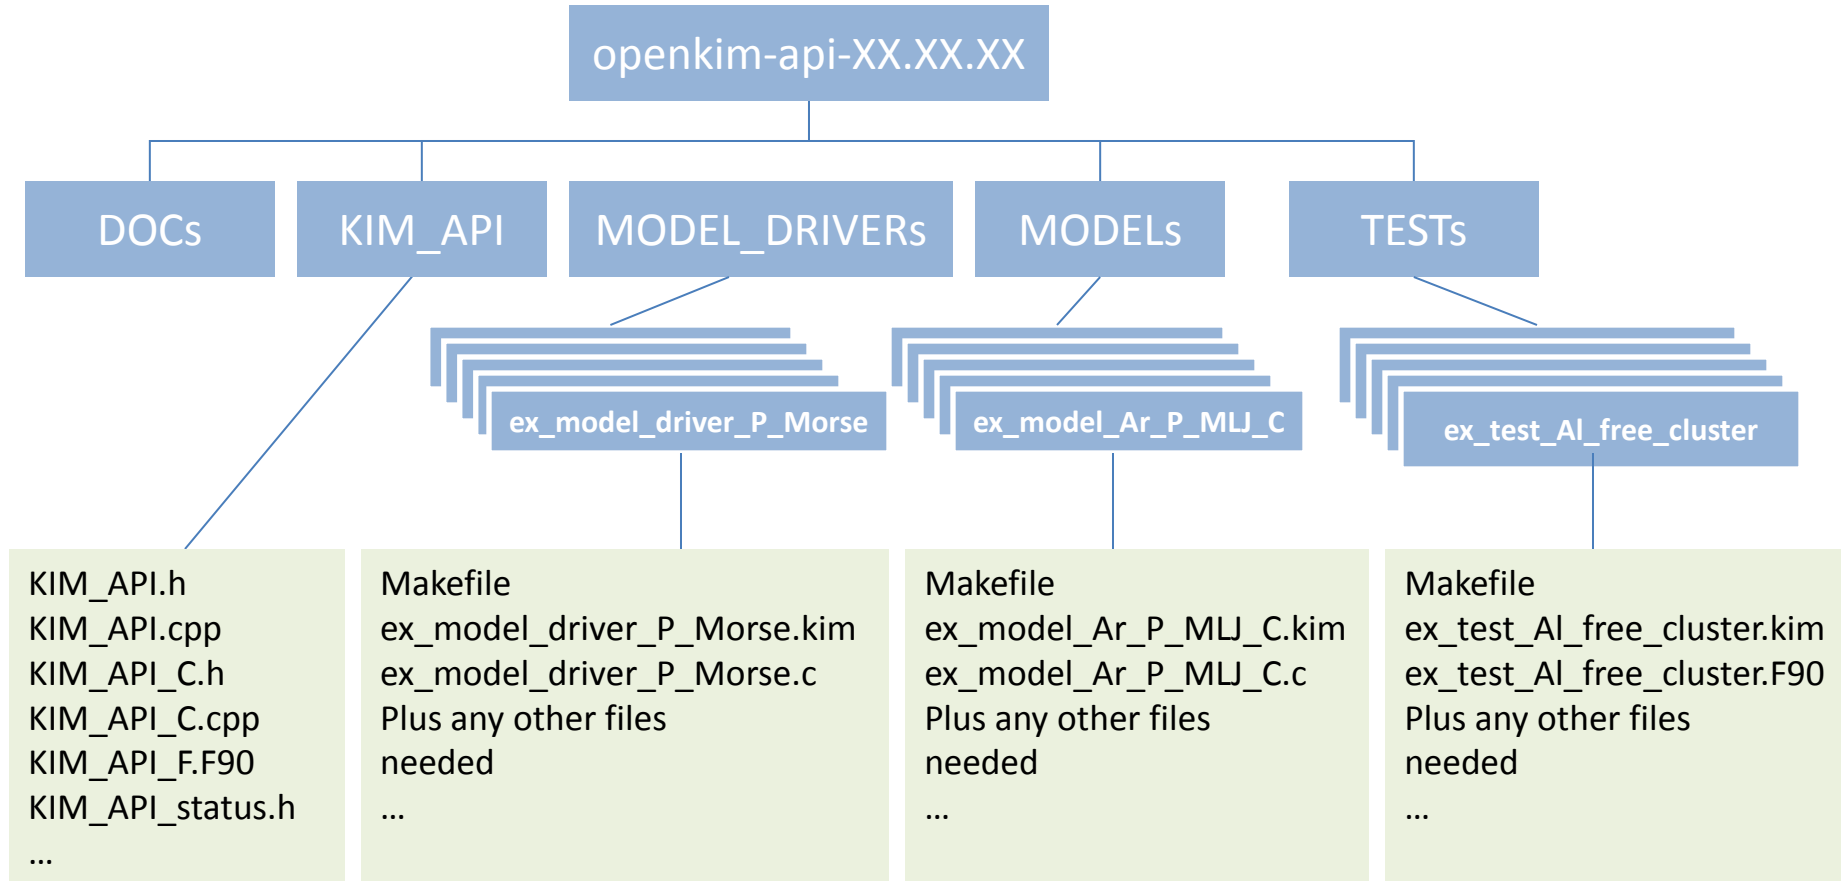 openkim-api-XX.XX.XX
DOCs
KIM_API
MODEL_DRIVERs
MODELs
TESTs
ex_model_driver_P_Morse
ex_model_Ar_P_MLJ_C
ex_test_Al_free_cluster
KIM_API.h
KIM_API.cpp
KIM_API_C.h
KIM_API_C.cpp
KIM_API_F.F90
KIM_API_status.h
…
Makefile
ex_model_driver_P_Morse.kim
ex_model_driver_P_Morse.c
Plus any other files
needed
…
Makefile
ex_model_Ar_P_MLJ_C.kim
ex_model_Ar_P_MLJ_C.c
Plus any other files
needed
…
Makefile
ex_test_Al_free_cluster.kim
ex_test_Al_free_cluster.F90
Plus any other files
needed
…